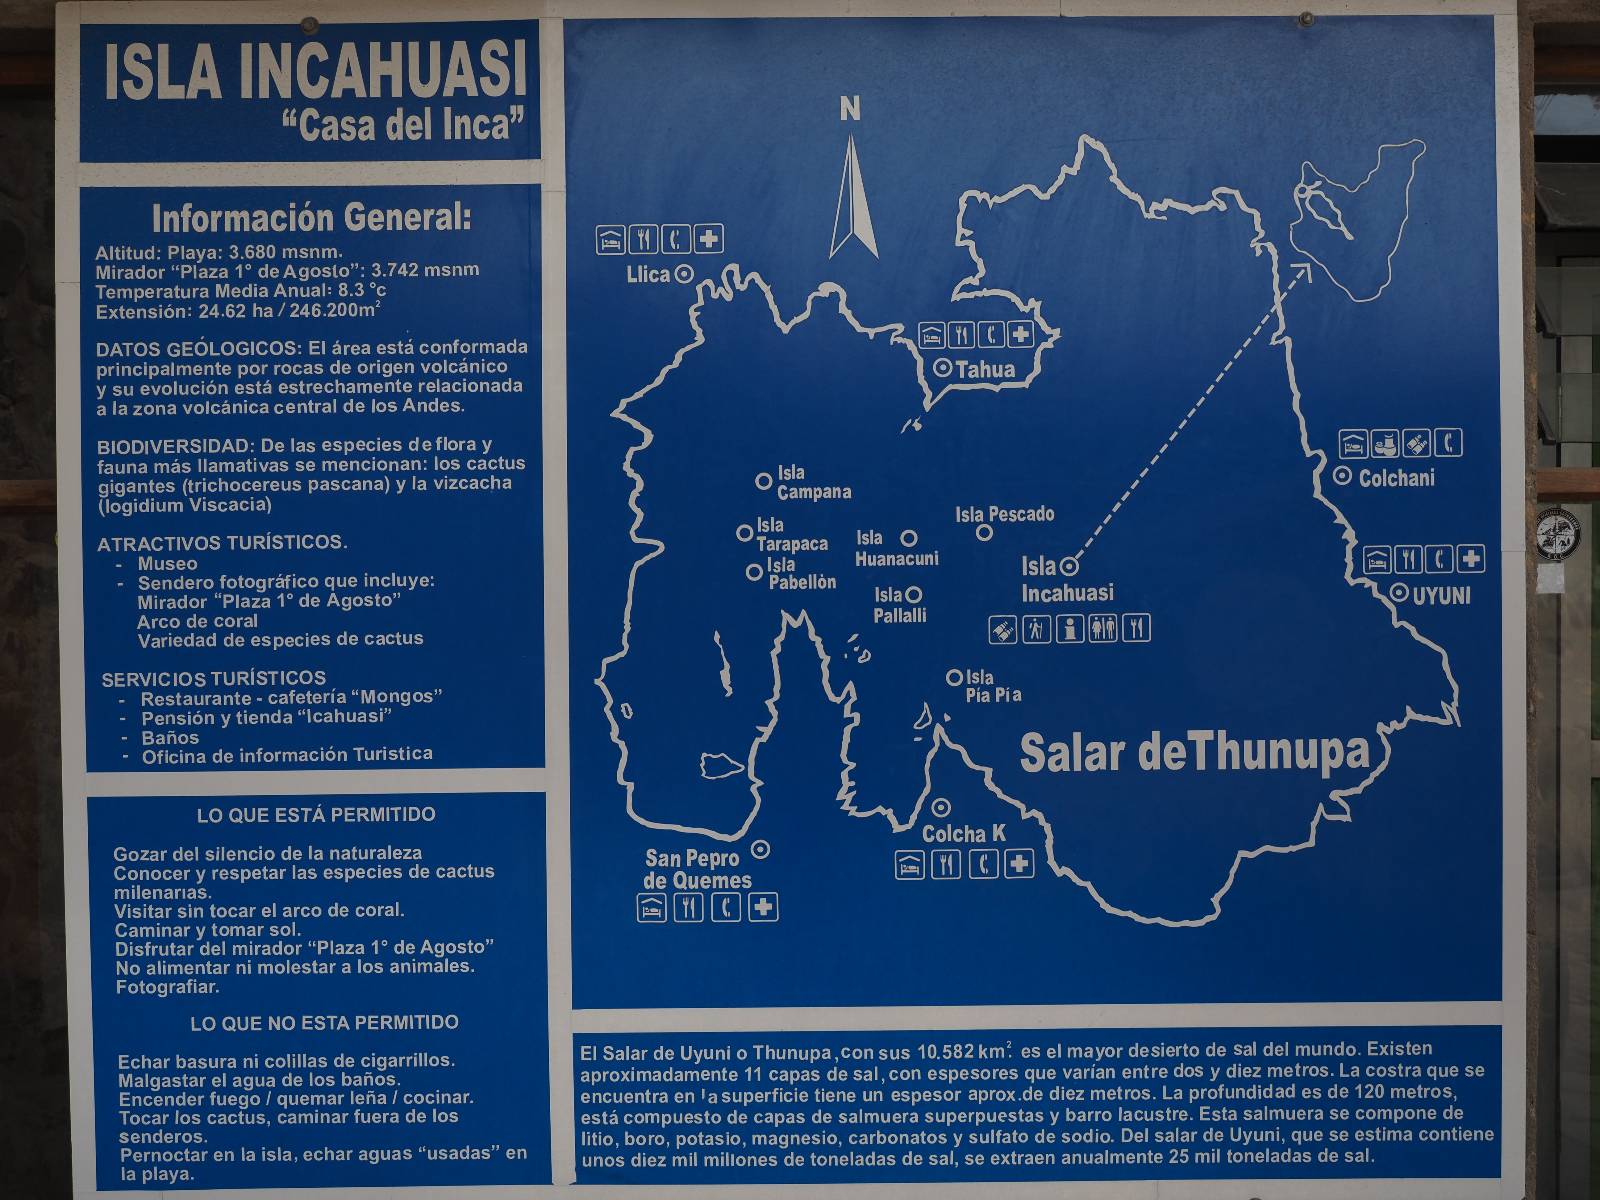 ISLA INCAHUASI
“Casa del Inca”
Información General:
Altitud: Playa: 3.680 msnm.
Mirador “Plaza 1° de Agosto”: 3.742 msnm
Temperatura Media Anual: 8.3 °c
Extensión: 24.62 ha / 246.200m²
DATOS GEÓLOGICOS: El área está conformada
principalmente por rocas de origen volcánico
y su evolución está estrechamente relacionada
a la zona volcánica central de los Andes.
BIODIVERSIDAD: De las especies de flora y
fauna más llamativas se mencionan: los cactus
gigantes (trichocereus pascana) y la vizcacha
(logidium Viscacia)
ATRACTIVOS TURÍSTICOS.
- Museo
- Sendero fotográfico que incluye:
Mirador “Plaza 1° de Agosto”
Arco de coral
Variedad de especies de cactus
SERVICIOS TURÍSTICOS
- Restaurante - cafetería “Mongos”
- Pensión y tienda “Icahuasi”
- Baños
- Oficina de información Turistica
LO QUE ESTÁ PERMITIDO
Gozar del silencio de la naturaleza
Conocer y respetar las especies de cactus
milenarias.
Visitar sin tocar el arco de coral.
Caminar y tomar sol.
Disfrutar del mirador “Plaza 1° de Agosto”
No alimentar ni molestar a los animales.
Fotografiar.
LO QUE NO ESTA PERMITIDO
Echar basura ni colillas de cigarrillos.
Malgastar el agua de los baños.
Encender fuego / quemar leña / cocinar.
Tocar los cactus, caminar fuera de los
senderos.
Pernoctar en la isla, echar aguas “usadas” en
la playa.
N
Llica
Tahua
Colchani
UYUNI
Isla
Campana
Isla
Tarapaca
Isla
Pabellòn
Isla
Huanacuni
Isla Pescado
Isla
Incahuasi
Isla
Pallalli
Isla
Pía Pía
Salar deThunupa
Colcha K
San Pepro
de Quemes
El Salar de Uyuni o Thunupa,con sus 10.582 km². es el mayor desierto de sal del mundo. Existen
aproximadamente 11 capas de sal, con espesores que varían entre dos y diez metros. La costra que se
encuentra en la superficie tiene un espesor aprox.de diez metros. La profundidad es de 120 metros,
está compuesto de capas de salmuera superpuestas y barro lacustre. Esta salmuera se compone de
litio, boro, potasio, magnesio, carbonatos y sulfato de sodio. Del salar de Uyuni, que se estima contiene
unos diez mil millones de toneladas de sal, se extraen anualmente 25 mil toneladas de sal.